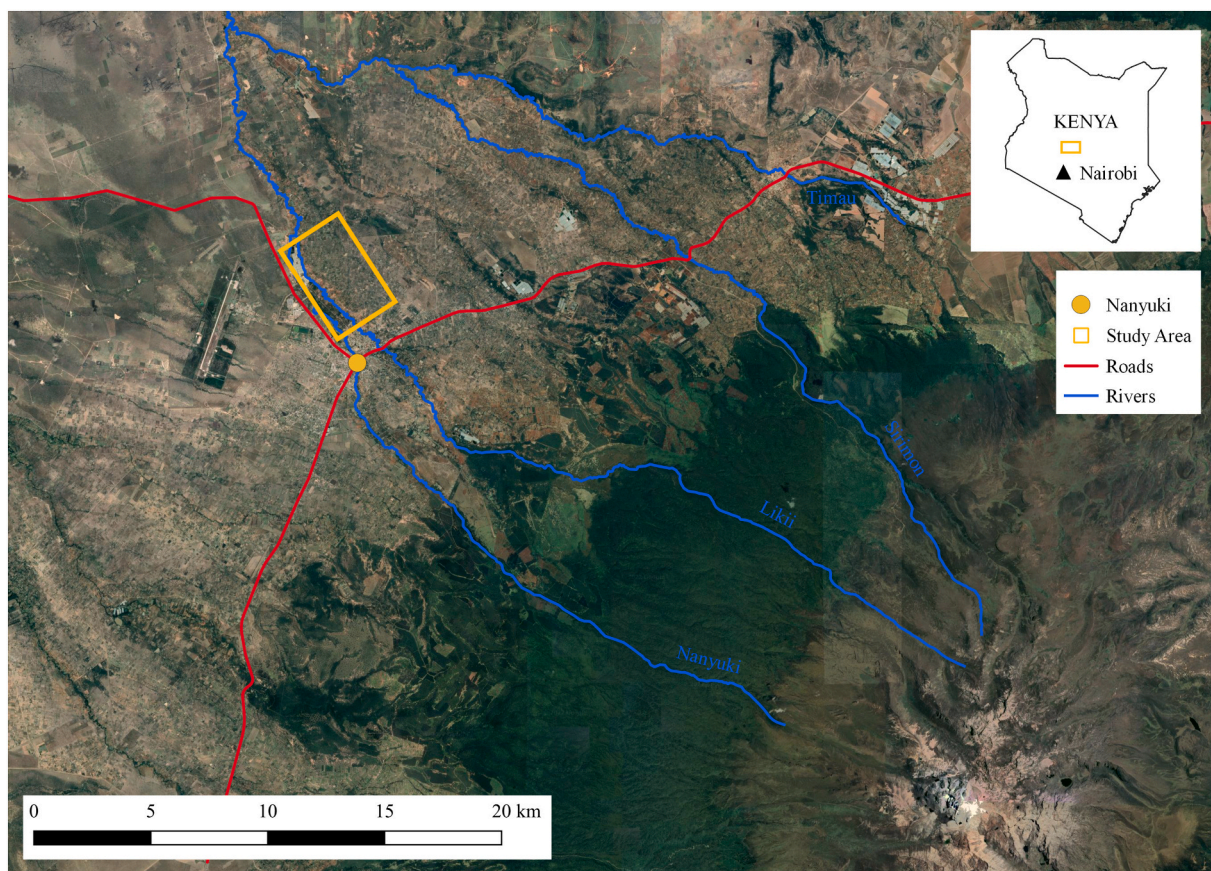 KENYA
Nairobi
Timau
Nanyuki
Study Area
Roads
Rivers
Sirimon
Likii
Nanyuki
0 5 10 15 20 km